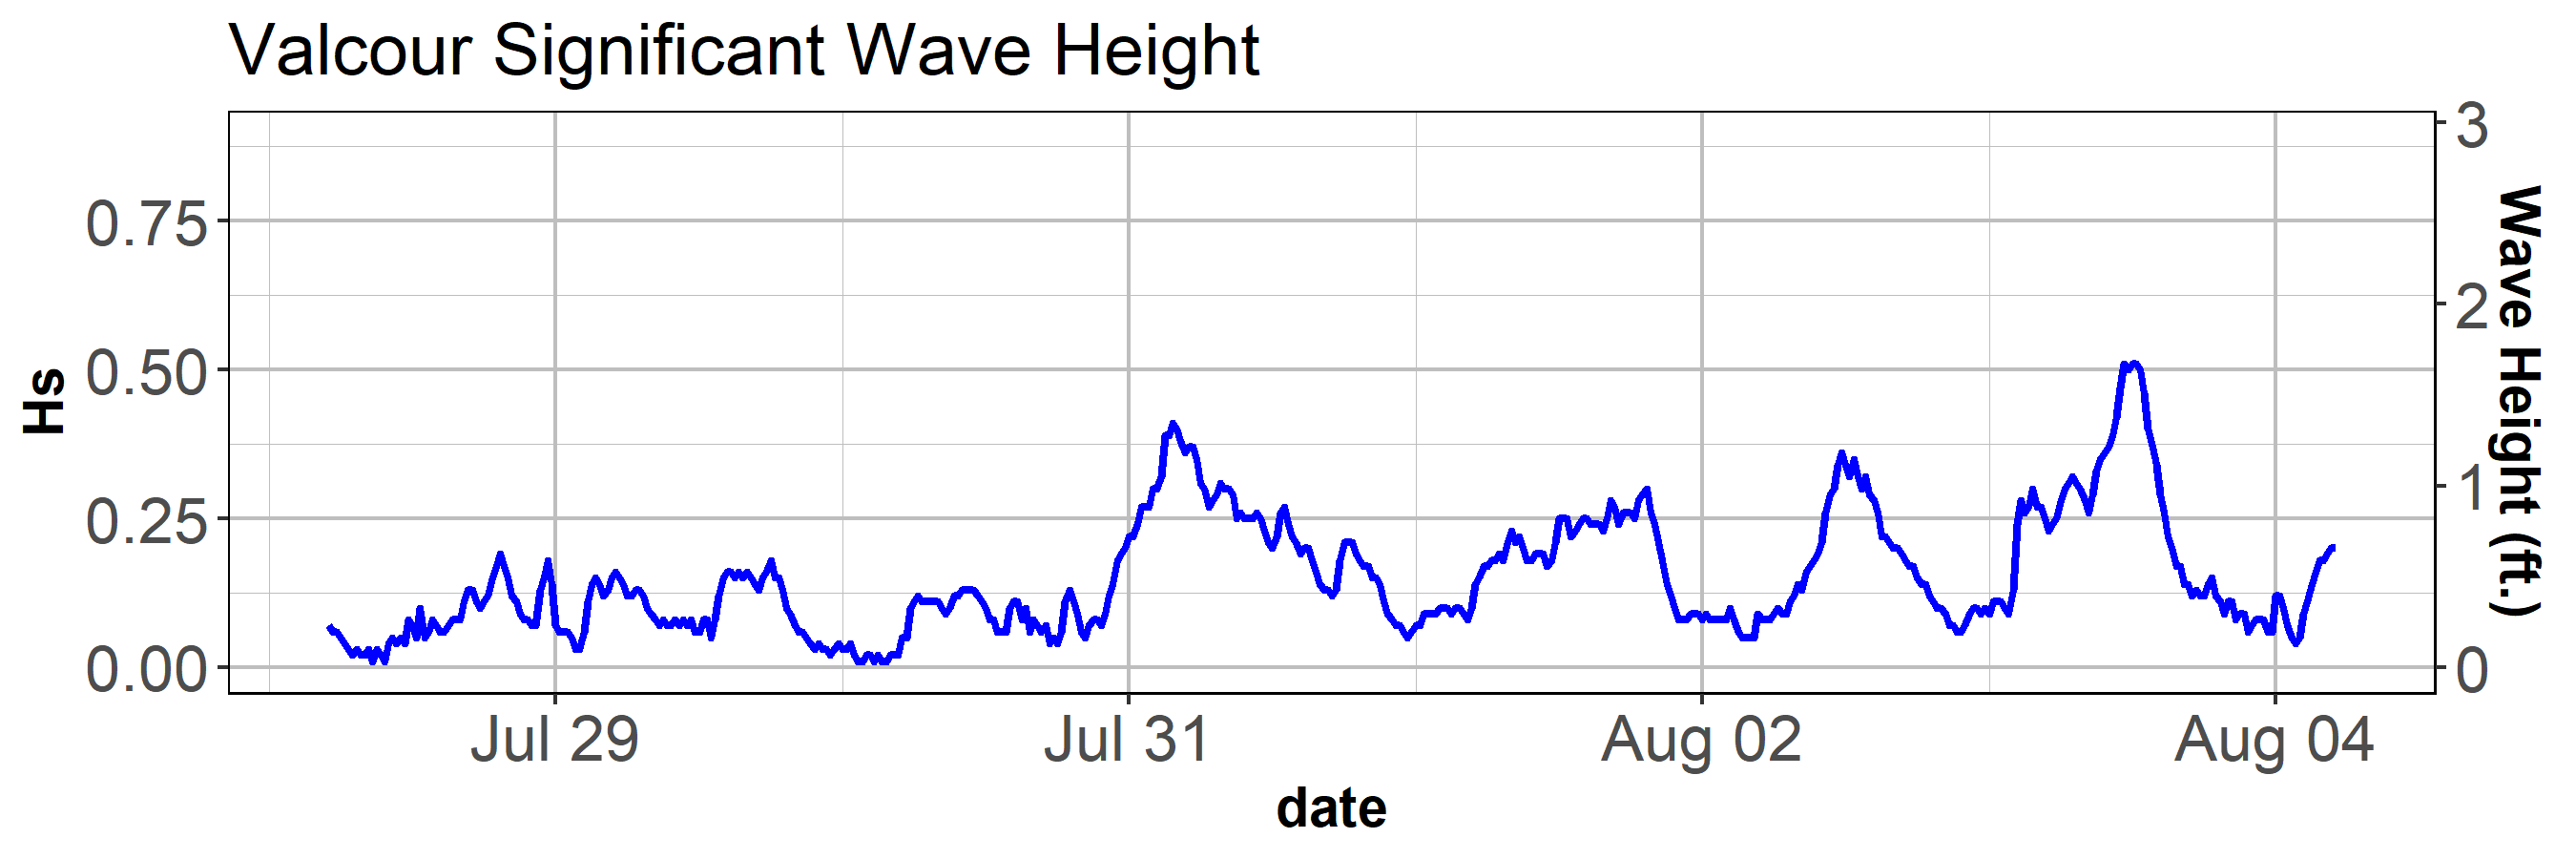 Valcour Significant Wave Height
Hs
0.75
0.50
0.25
0.00
3
2
1
0
Wave Height (ft.)
Jul 29
Jul 31
Aug 02
Aug 04
date